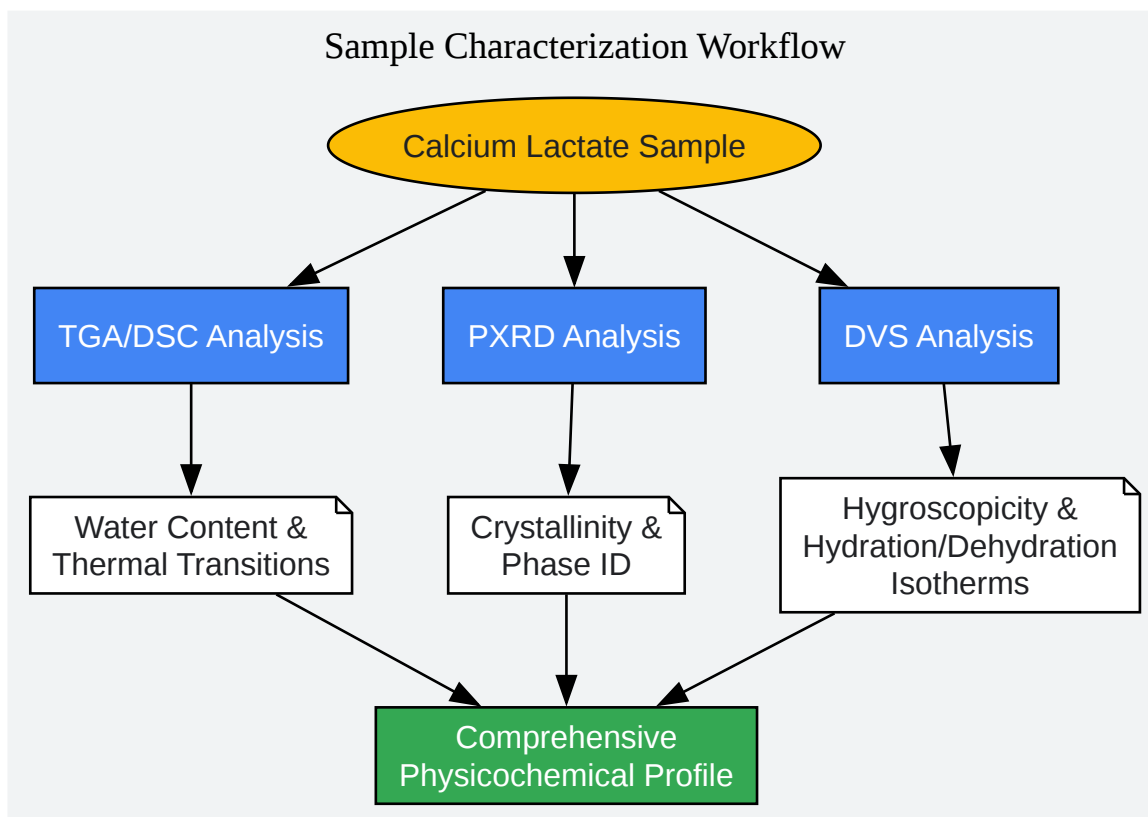 Sample Characterization Workflow
Calcium Lactate Sample
TGA/DSC Analysis
PXRD Analysis
DVS Analysis
Water Content &
Thermal Transitions
Crystallinity &
Phase ID
Hygroscopicity &
Hydration/Dehydration
Isotherms
Comprehensive
Physicochemical Profile